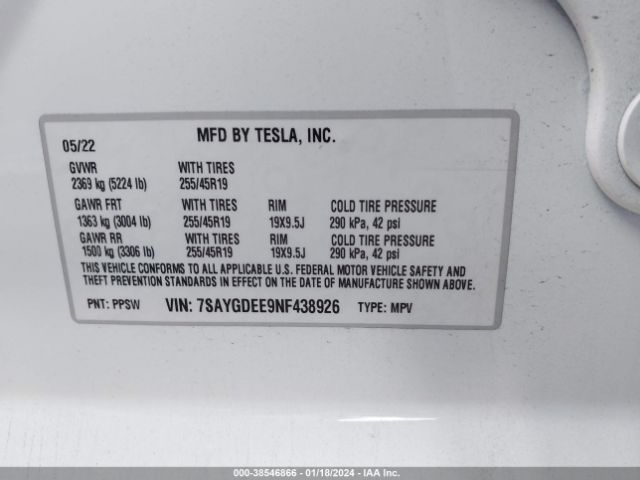 05/22 MFD BY TESLA, INC.
GVWR WITH TIRES
2369 kg (5224 lb) 255/45R19
GAWR FRT WITH TIRES RIM COLD TIRE PRESSURE
1363 kg (3004 lb) 255/45R19 19X9.5J 290 kPa, 42 psi
GAWR RR WITH TIRES RIM COLD TIRE PRESSURE
1500 kg (3306 lb) 255/45R19 19X9.5J 290 kPa, 42 psi
THIS VEHICLE CONFORMS TO ALL APPLICABLE U.S. FEDERAL MOTOR VEHICLE SAFETY AND
THEFT PREVENTION STANDARDS IN EFFECT ON THE DATE OF MANUFACTURE SHOWN ABOVE.
PNT: PPSW VIN: 7SAYGDEE9NF438926 TYPE: MPV
000-38546866 - 01/18/2024 - IAA Inc.